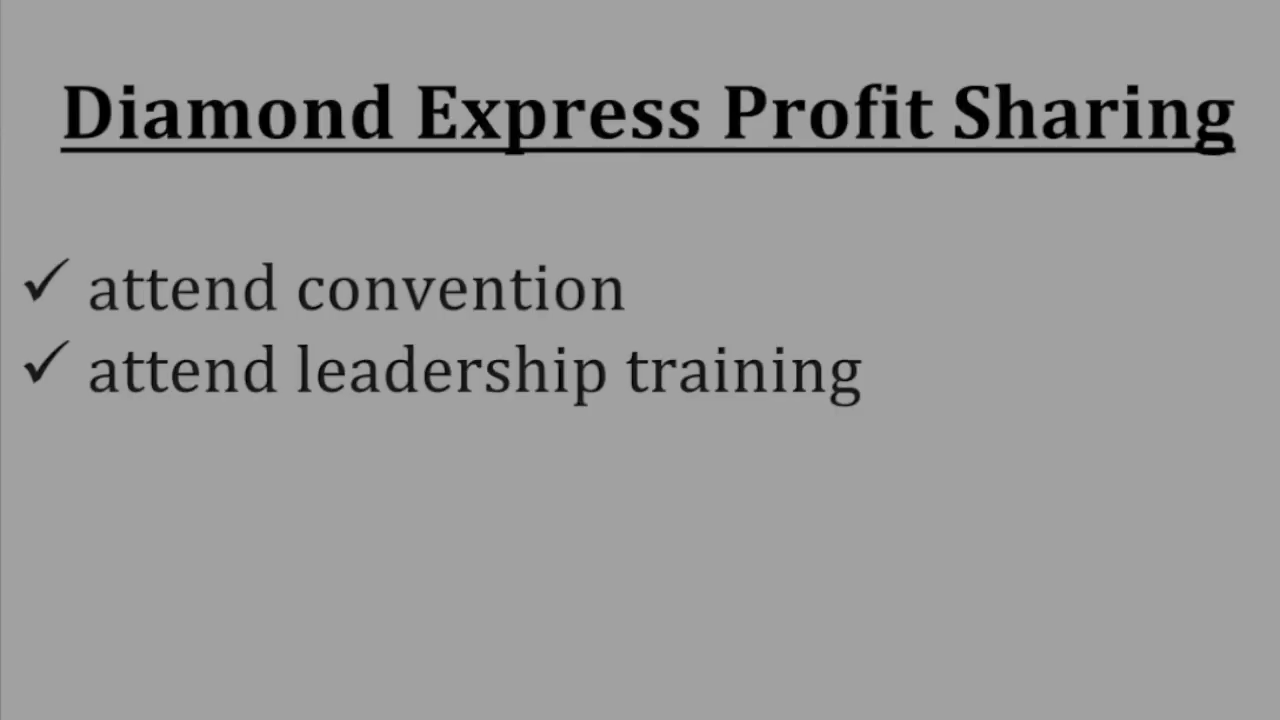 Diamond Express Profit Sharing
✓ attend convention
✓ attend leadership training